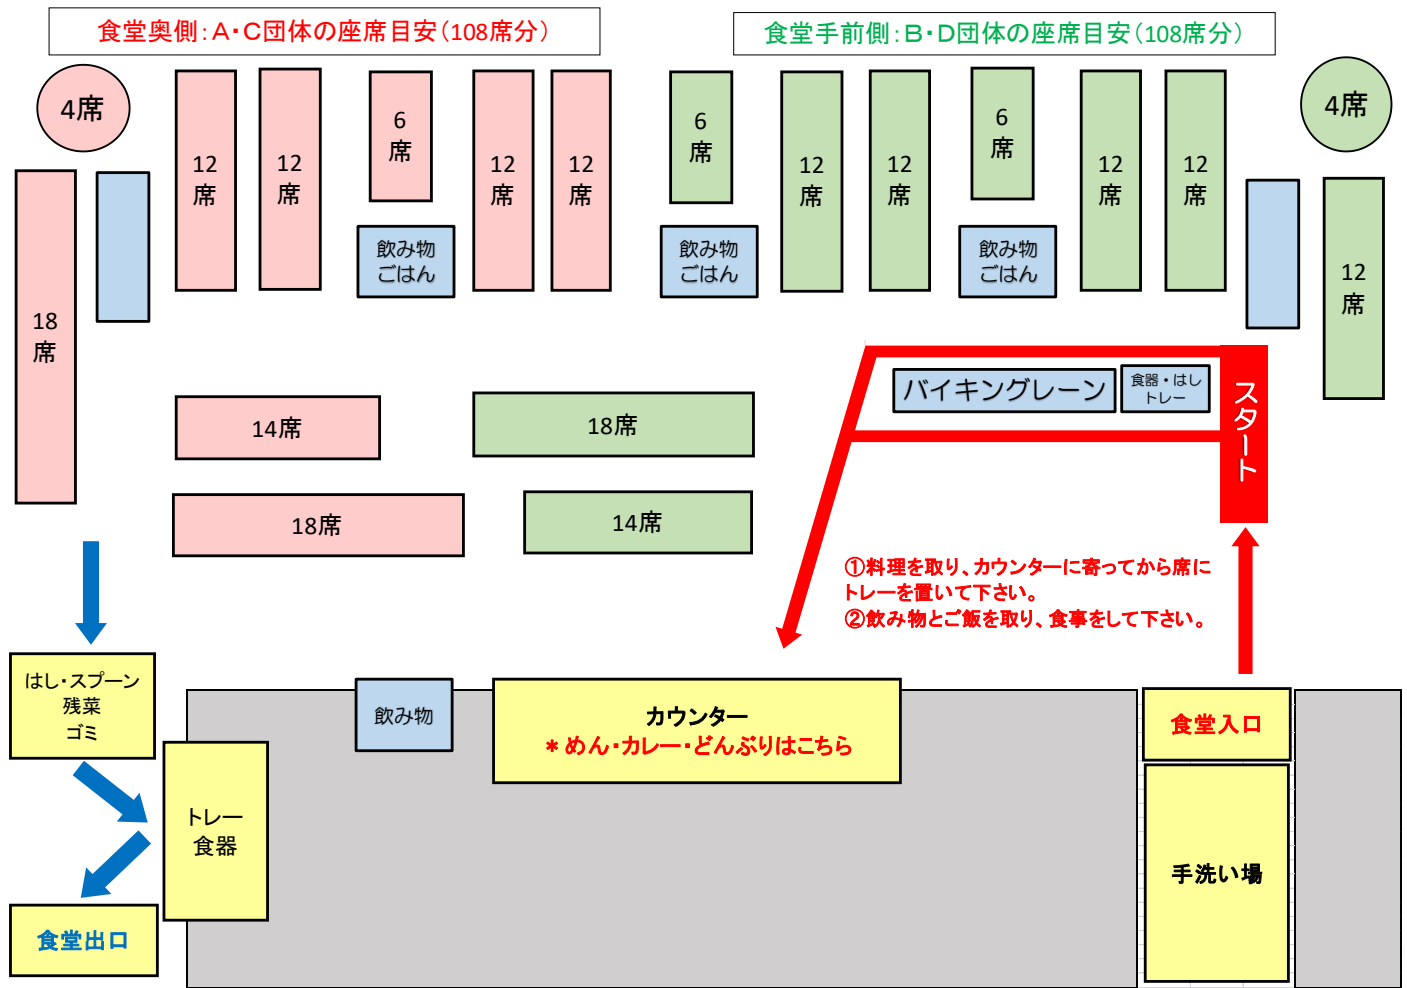 食堂奥側：A・C団体の座席目安（108席分）
食堂手前側：B・D団体の座席目安（108席分）
4席
12
席
12
席
6
席
12
席
12
席
6
席
12
席
12
席
6
席
12
席
12
席
4席
18
席
飲み物
ごはん
飲み物
ごはん
飲み物
ごはん
12
席
14席
18席
18席
14席
バイキングレーン
食器・はし
トレー
スタート
①料理を取り、カウンターに寄ってから席に
トレーを置いて下さい。
②飲み物とご飯を取り、食事をして下さい。
はし・スプーン
残菜
ゴミ
飲み物
カウンター
＊めん・カレー・どんぶりはこちら
食堂入口
トレー
食器
手洗い場
食堂出口